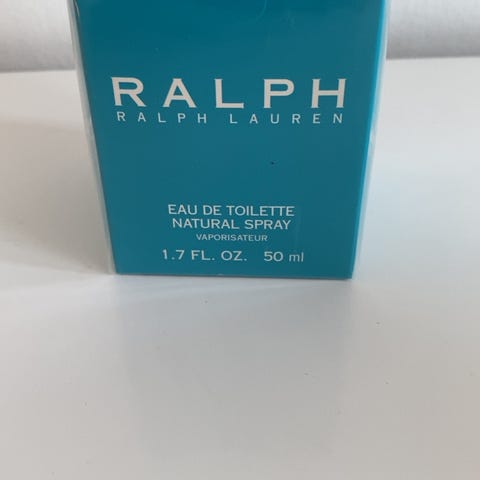 RALPH
RALPH LAUREN
EAU DE TOILETTE
NATURAL SPRAY
VAPORISATEUR
1.7 FL. OZ. 50 ml